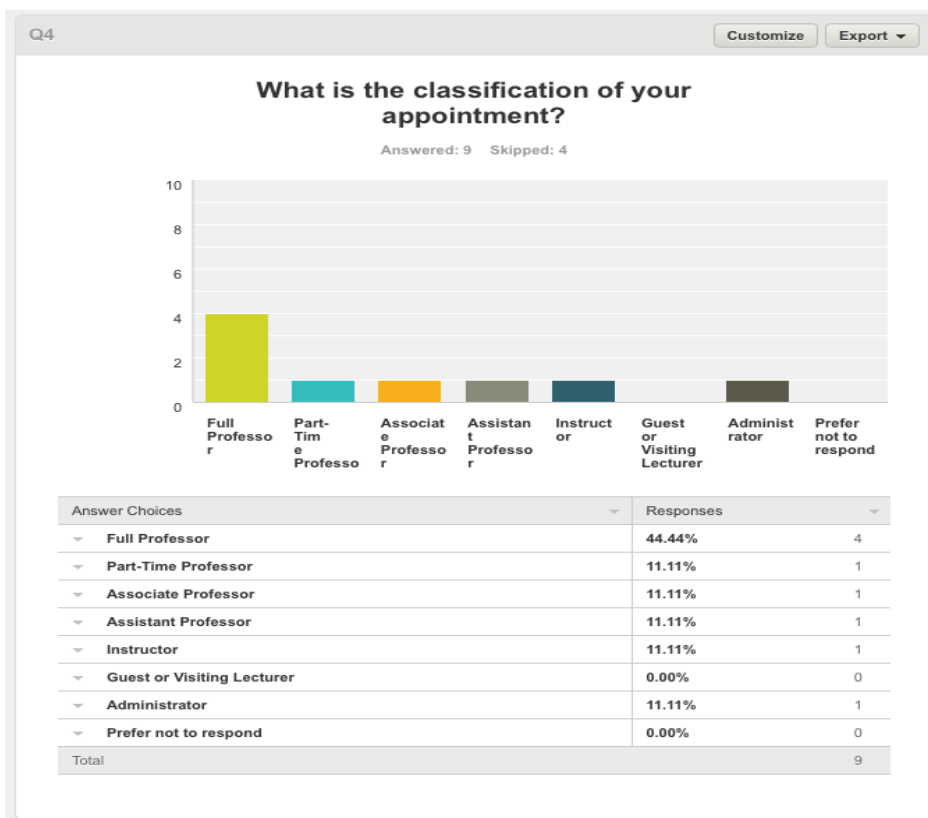 Q4
Customize
Export
What is the classification of your
appointment?
Answered: 9 Skipped: 4
10
8
6
4
2
0
Full
Professo
r
Part-
Tim
e
Professo
Associat
e
Professo
r
Assistan
t
Professo
r
Instruct
or
Guest
or
Visiting
Lecturer
Administ
rator
Prefer
not to
respond
Answer Choices Responses
Full Professor 44.44% 4
Part-Time Professor 11.11% 1
Associate Professor 11.11% 1
Assistant Professor 11.11% 1
Instructor 11.11% 1
Guest or Visiting Lecturer 0.00% 0
Administrator 11.11% 1
Prefer not to respond 0.00% 0
Total 9